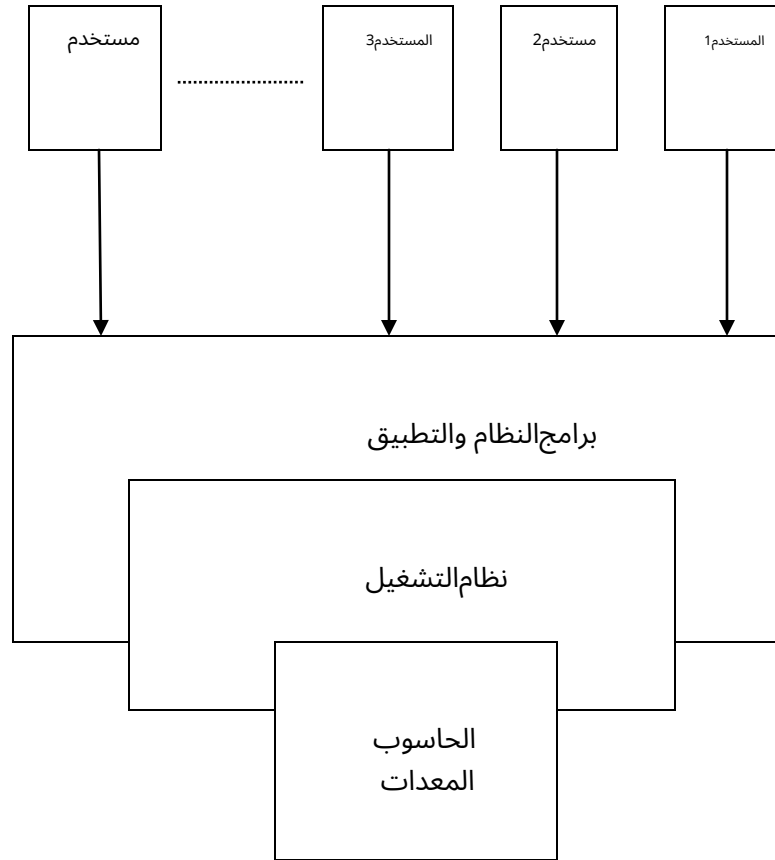 المستخدم1
مستخدم2
المستخدم3
.......................
مستخدم
برامجالنظام والتطبيق
نظامالتشغيل
الحاسوب
المعدات